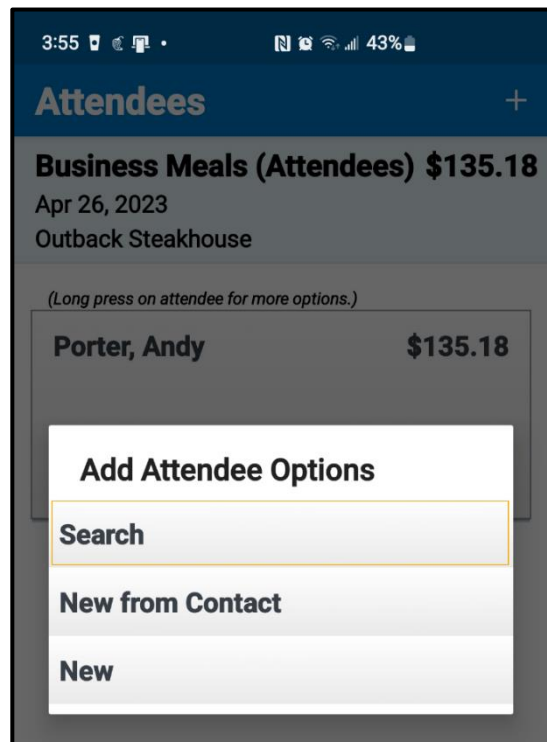 3:55 43%
Attendees +
Business Meals (Attendees) $135.18
Apr 26, 2023
Outback Steakhouse
(Long press on attendee for more options.)
Porter, Andy $135.18
Add Attendee Options
Search
New from Contact
New